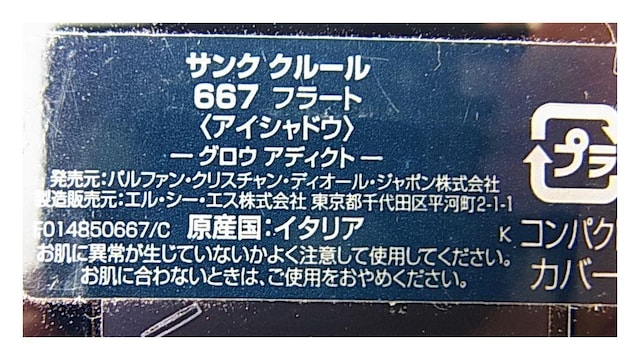 サンク クルール
667 フラート
〈アイシャドウ〉
― グロウ アディクト ―
発売元：パルファン・クリスチャン・ディオール・ジャポン株式会社
製造販売元：エル・シー・エス株式会社 東京都千代田区平河町2-1-1
F014850667/C 原産国：イタリア
お肌に異常が生じていないかよく注意して使用してください。
お肌に合わないときは、ご使用をおやめください。
プラ
K コンパクト
カバー